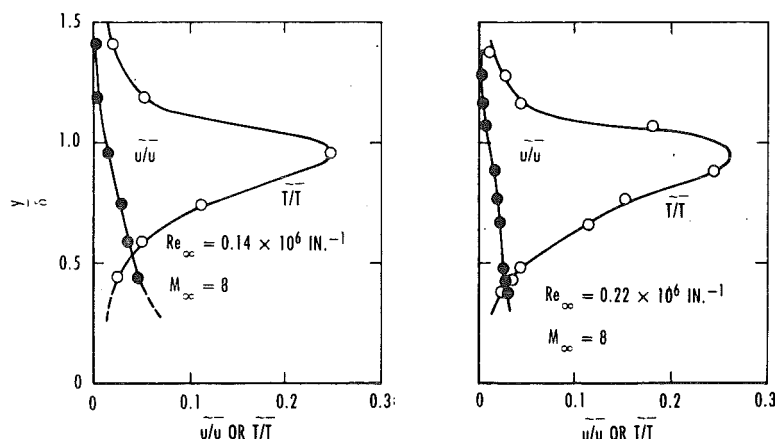 1.5
1.0
0.5
0
y/δ
ũ/ū
T̃/T̄
Re∞ = 0.14 × 10⁶ IN.⁻¹
M∞ = 8
0 0.1 0.2 0.3
ũ/ū OR T̃/T̄
ũ/ū
T̃/T̄
Re∞ = 0.22 × 10⁶ IN.⁻¹
M∞ = 8
0 0.1 0.2 0.3
ũ/ū OR T̃/T̄